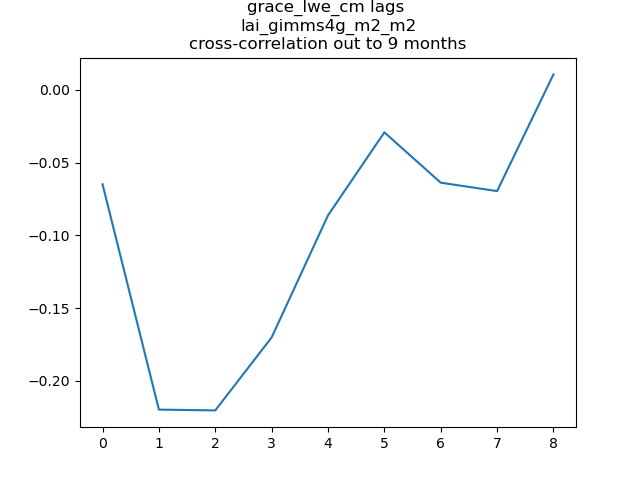 grace_lwe_cm lags
lai_gimms4g_m2_m2
cross-correlation out to 9 months
0.00
−0.05
−0.10
−0.15
−0.20
0 1 2 3 4 5 6 7 8